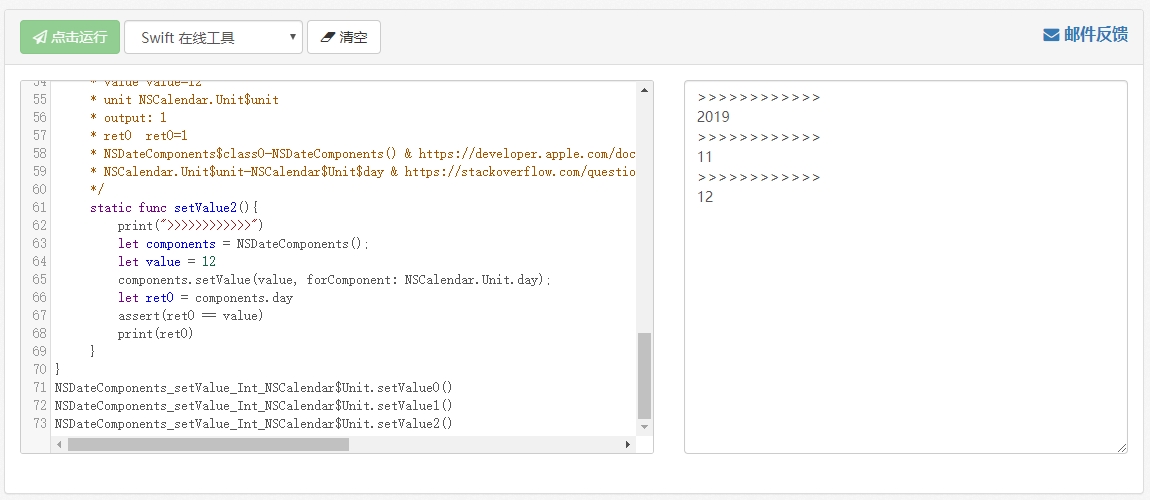 点击运行 Swift 在线工具 清空 邮件反馈
54 * value value=12
55 * unit NSCalendar.Unit$unit
56 * output: 1
57 * ret0 ret0=1
58 * NSDateComponents$class0-NSDateComponents() & https://developer.apple.com/doc
59 * NSCalendar.Unit$unit-NSCalendar$Unit$day & https://stackoverflow.com/questio
60 */
61 static func setValue2(){
62 print(">>>>>>>>>>>>")
63 let components = NSDateComponents();
64 let value = 12
65 components.setValue(value, forComponent: NSCalendar.Unit.day);
66 let ret0 = components.day
67 assert(ret0 == value)
68 print(ret0)
69 }
70 }
71 NSDateComponents_setValue_Int_NSCalendar$Unit.setValue0()
72 NSDateComponents_setValue_Int_NSCalendar$Unit.setValue1()
73 NSDateComponents_setValue_Int_NSCalendar$Unit.setValue2()
>>>>>>>>>>>>
2019
>>>>>>>>>>>>
11
>>>>>>>>>>>>
12